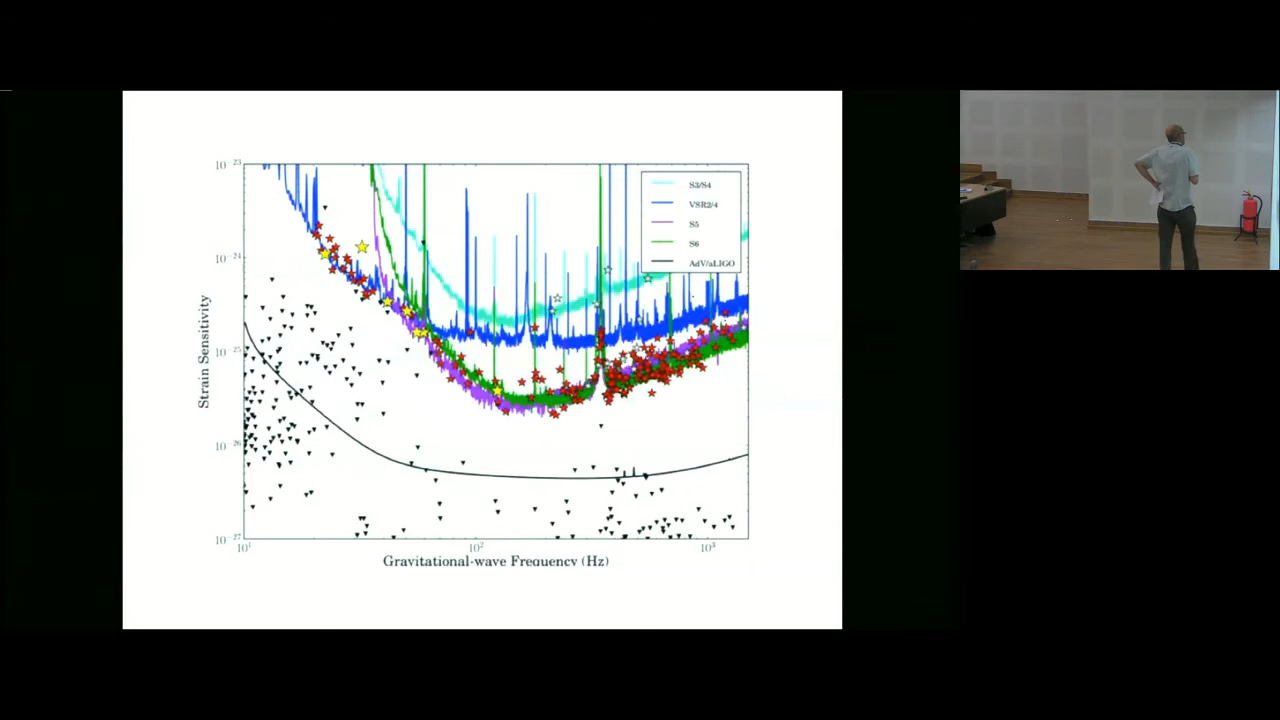 10⁻²³
10⁻²⁴
10⁻²⁵
10⁻²⁶
10⁻²⁷
Strain Sensitivity
S3/S4
VSR2/4
S5
S6
AdV/aLIGO
10¹
10²
10³
Gravitational-wave Frequency (Hz)